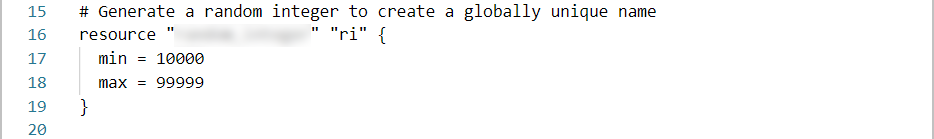 15 # Generate a random integer to create a globally unique name
16 resource "" "ri" {
17 min = 10000
18 max = 99999
19 }
20